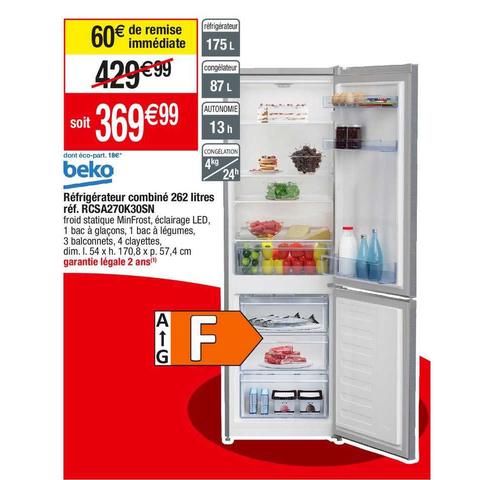 60€ de remise
immédiate
429€99
soit 369€99
dont éco-part. 18€*
réfrigérateur
175 L
congélateur
87 L
AUTONOMIE
13 h
CONGÉLATION
4kg
24h
beko
Réfrigérateur combiné 262 litres
réf. RCSA270K30SN
froid statique MinFrost, éclairage LED,
1 bac à glaçons, 1 bac à légumes,
3 balconnets, 4 clayettes,
dim. l. 54 x h. 170,8 x p. 57,4 cm
garantie légale 2 ans(1)
A
↑
G
F